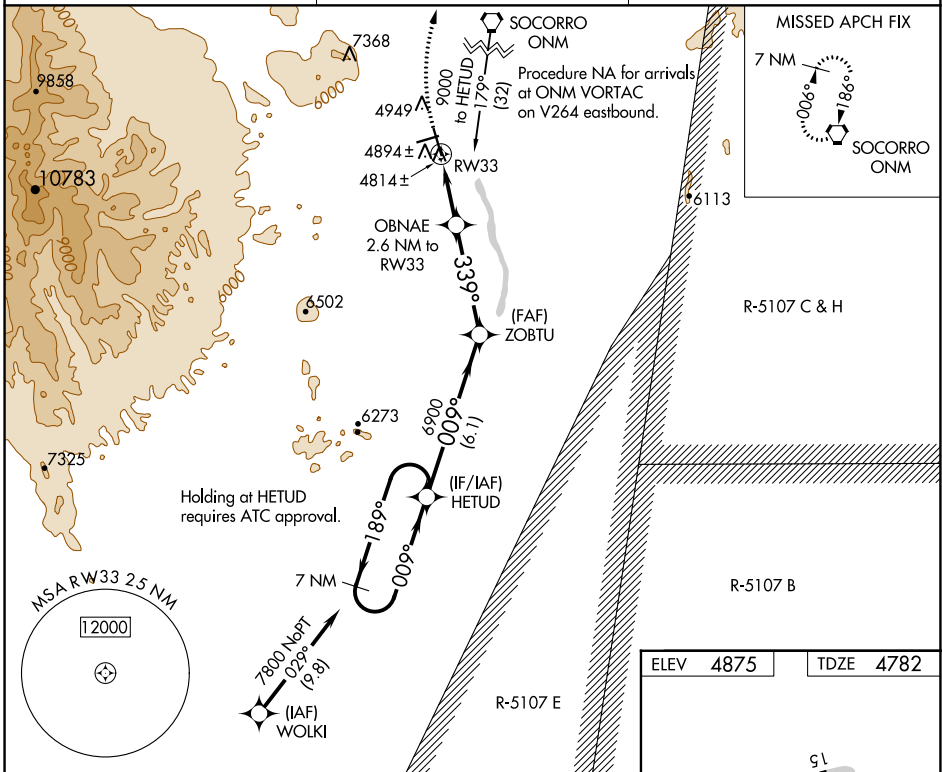 SOCORRO
ONM
9000
to HETUD
179°
(32)
Procedure NA for arrivals
at ONM VORTAC
on V264 eastbound.
MISSED APCH FIX
7 NM
006°
186°
SOCORRO
ONM
7368
6000
9858
10783
9000
6000
4949
4894±
4814±
RW33
6113
OBNAE
2.6 NM to
RW33
339°
6502
(FAF)
ZOBTU
R-5107 C & H
6900
009°
(6.1)
6273
7325
(IF/IAF)
HETUD
Holding at HETUD
requires ATC approval.
189°
009°
7 NM
R-5107 B
MSA RW33 25 NM
12000
7800 NoPT
029°
(9.8)
(IAF)
WOLKI
R-5107 E
ELEV 4875
TDZE 4782
15